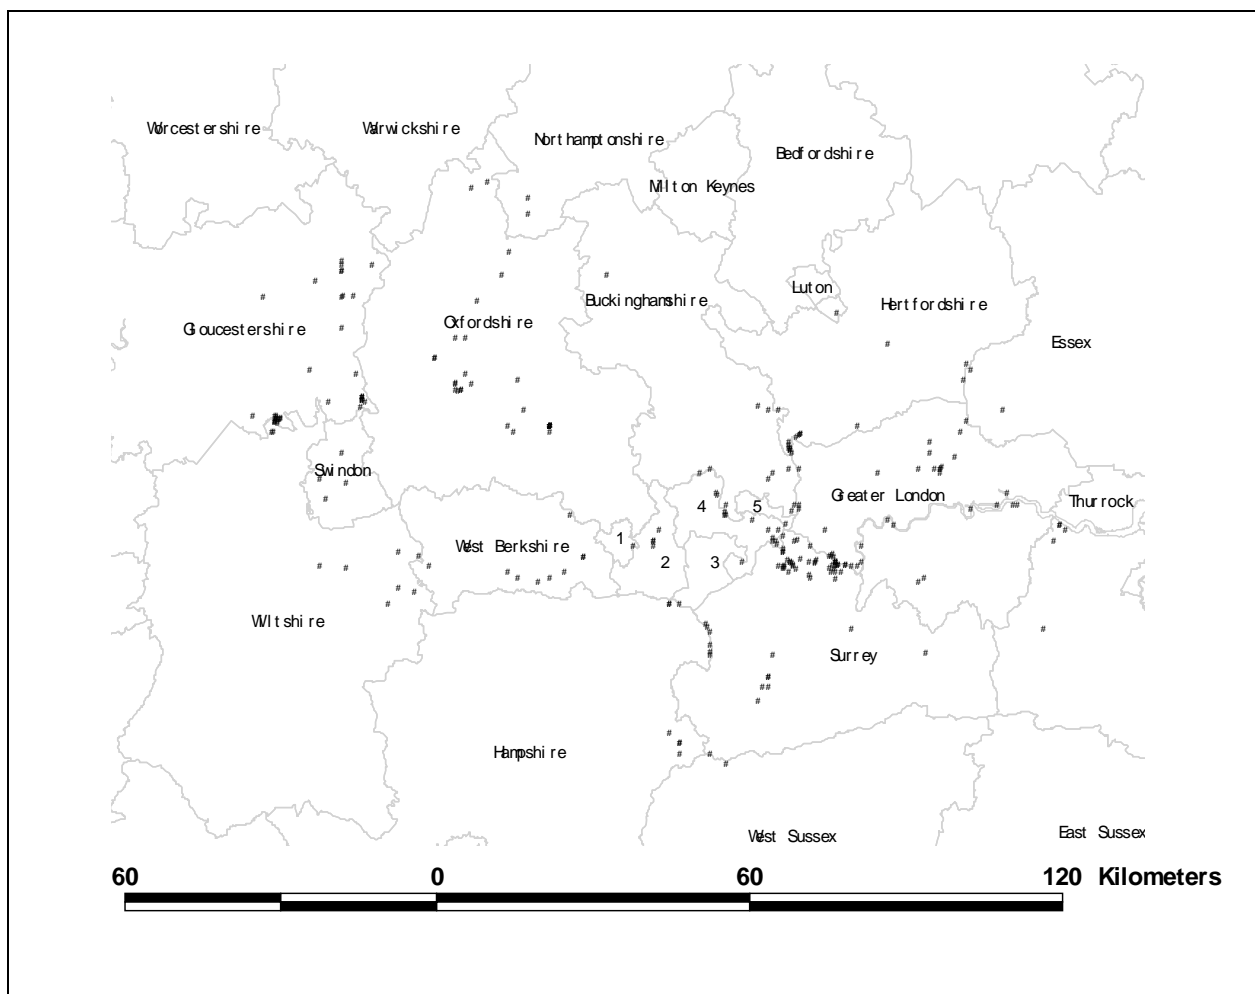 Worcestershire
Warwickshire
Northamptonshire
Bedfordshire
Milton Keynes
Luton
Buckinghamshire
Hertfordshire
Oxfordshire
Gloucestershire
Essex
Swindon
Greater London
Thurrock
4
5
1
West Berkshire
2
3
Wiltshire
Surrey
Hampshire
West Sussex
East Sussex
60
0
60
120 Kilometers